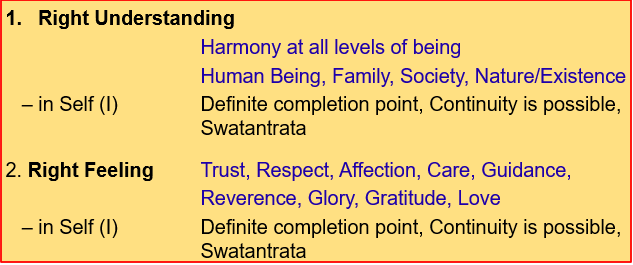 1. Right Understanding
Harmony at all levels of being
Human Being, Family, Society, Nature/Existence
– in Self (I) Definite completion point, Continuity is possible,
Swatantrata
2. Right Feeling Trust, Respect, Affection, Care, Guidance,
Reverence, Glory, Gratitude, Love
– in Self (I) Definite completion point, Continuity is possible,
Swatantrata